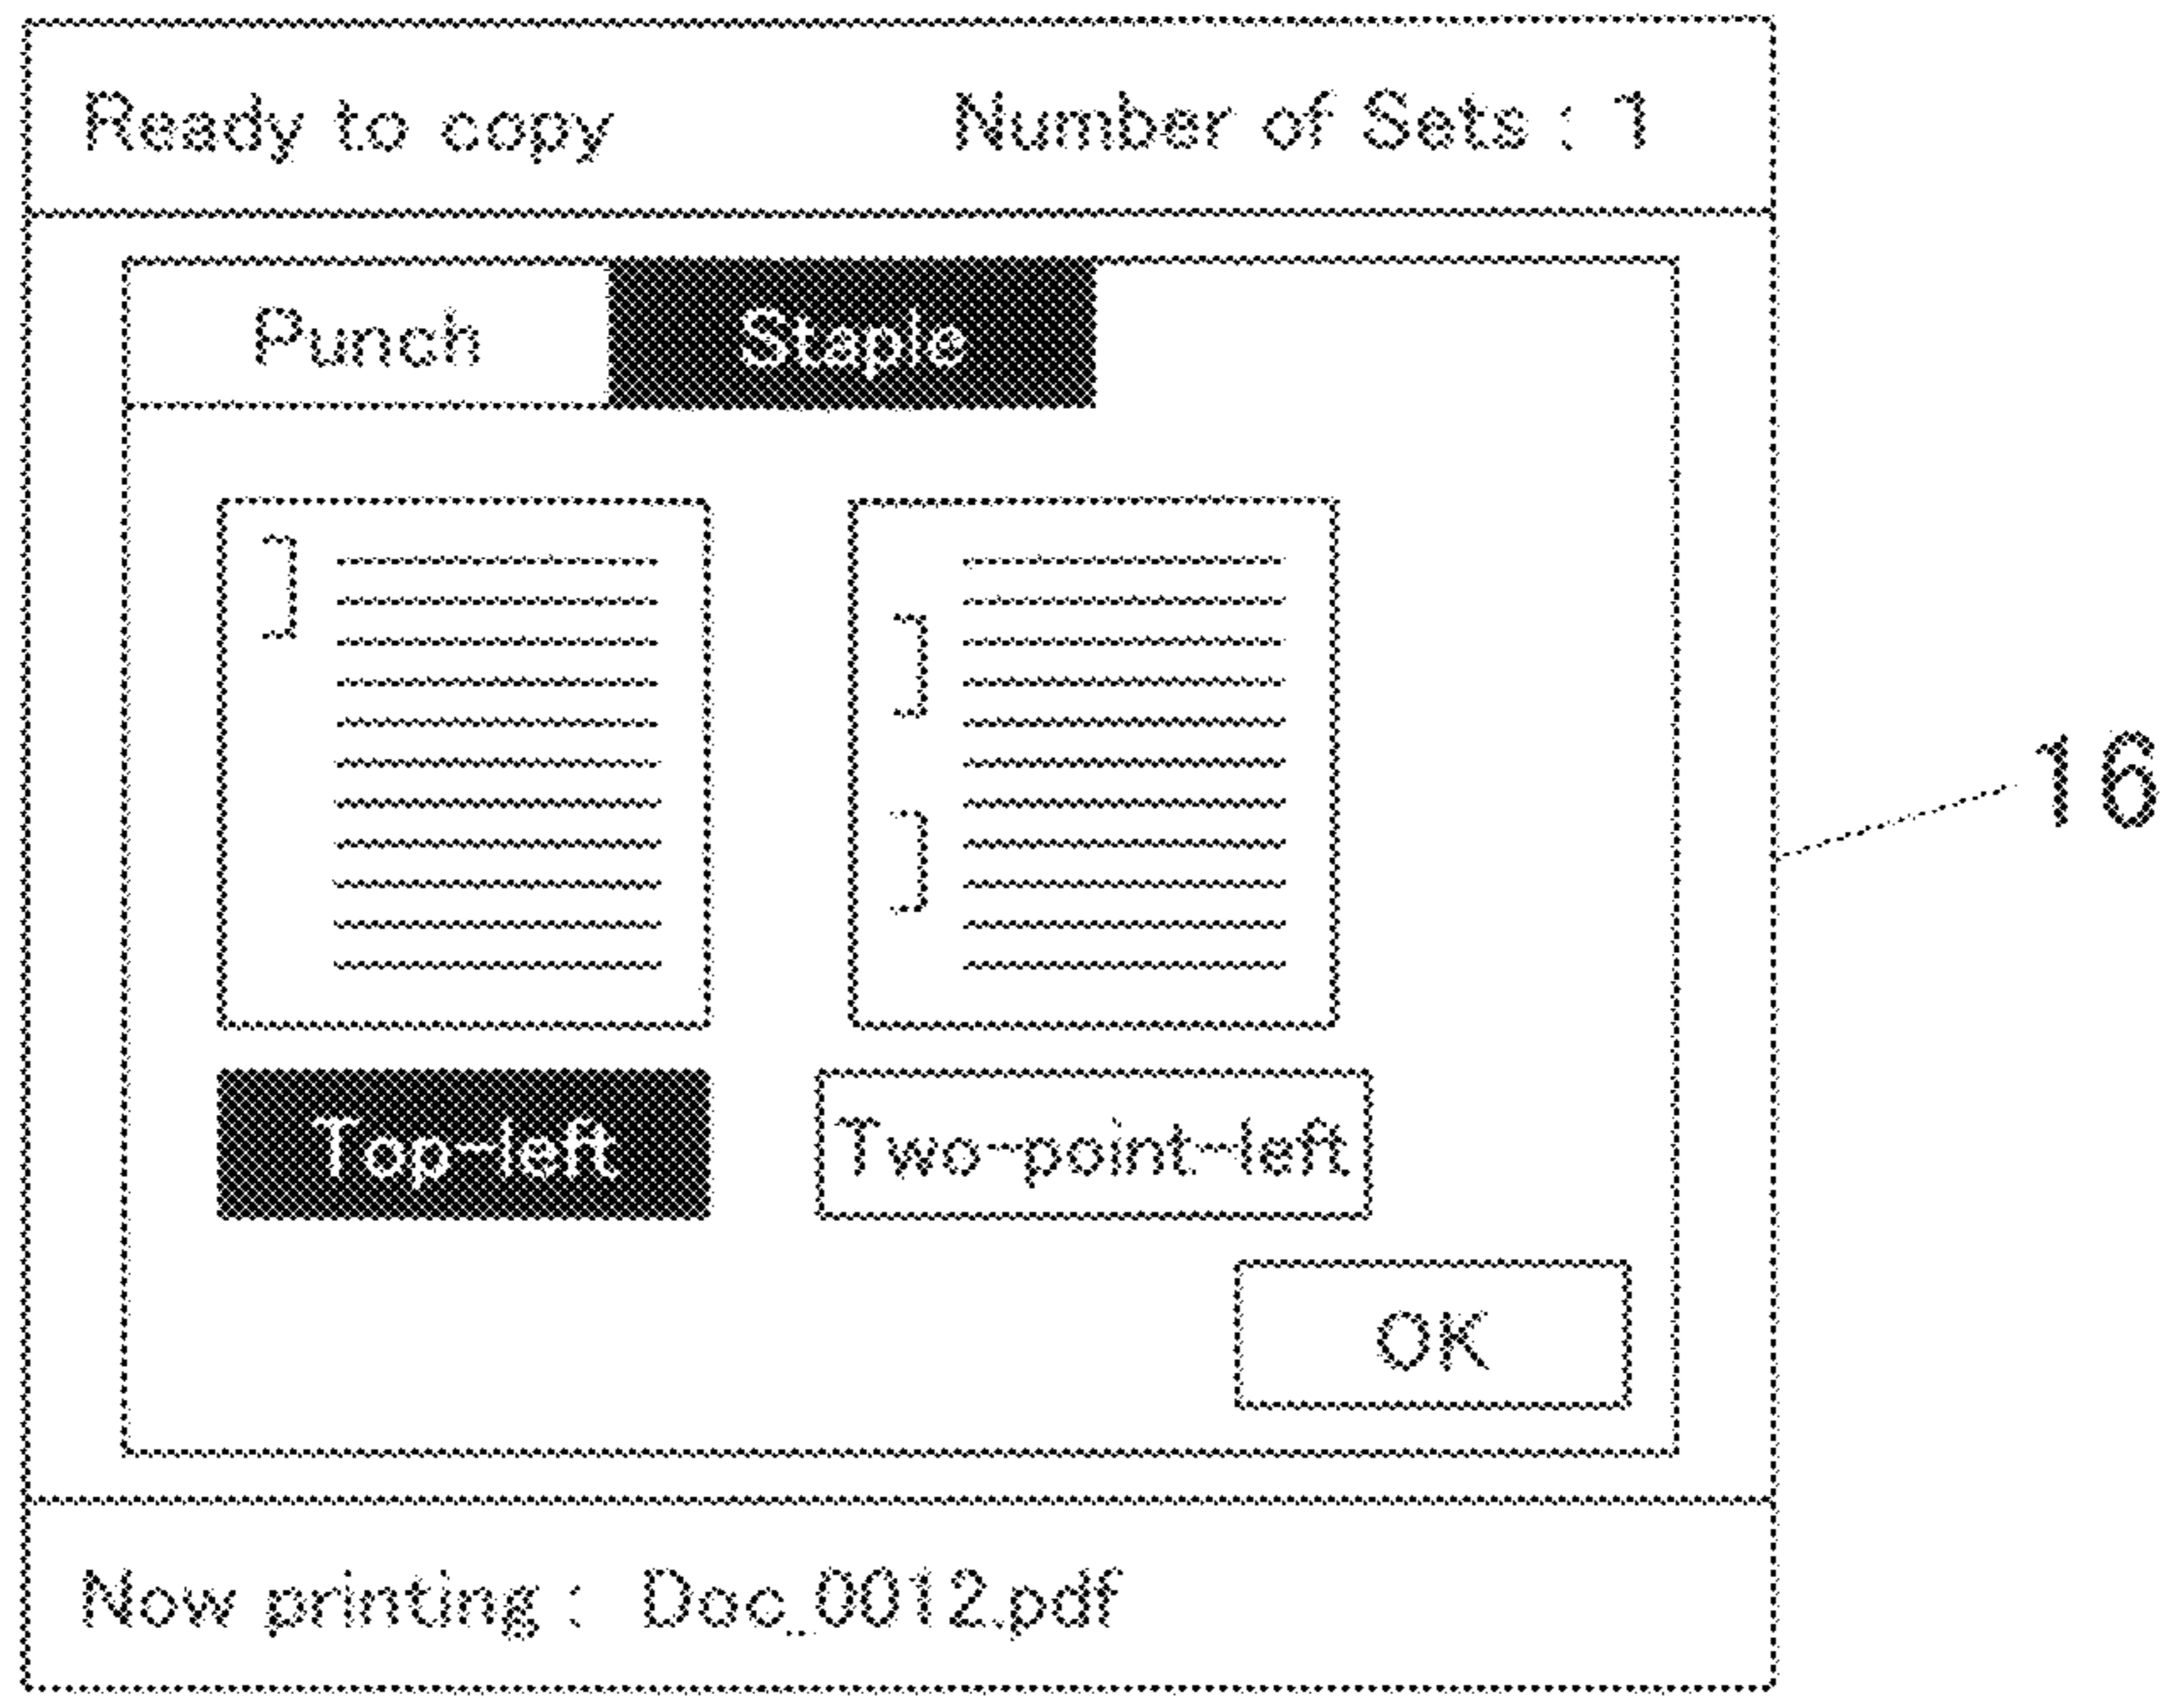 Ready to copy Number of Sets : 1
Punch Staple
16
Top-left Two-point-left
OK
Now printing : Doc_0012.pdf